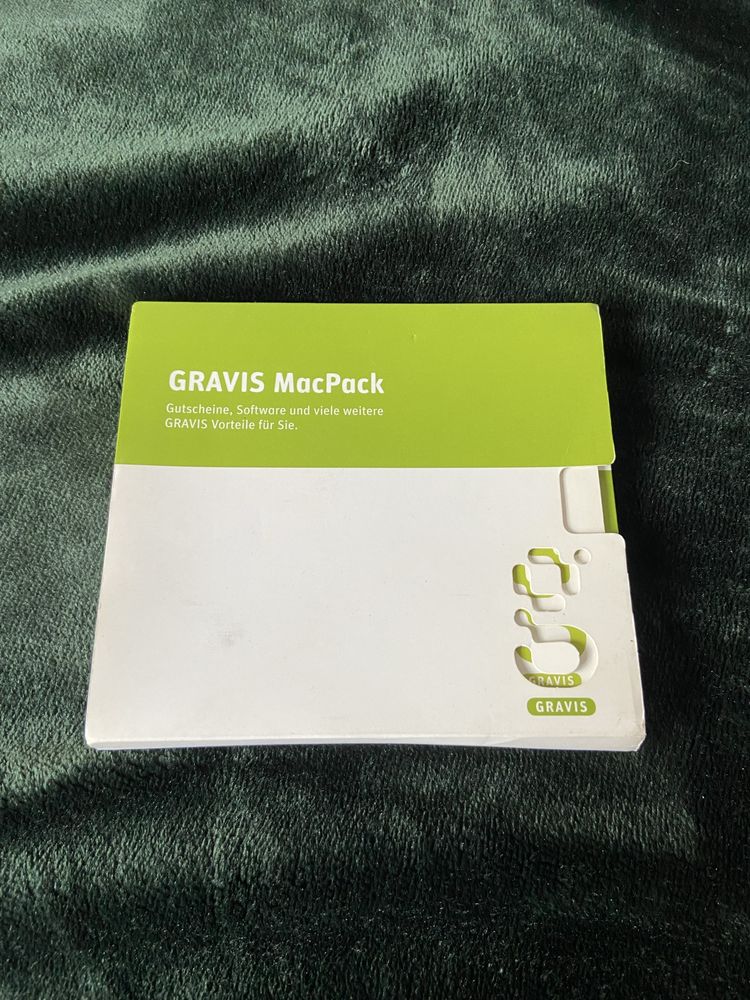 GRAVIS MacPack
Gutscheine, Software und viele weitere
GRAVIS Vorteile für Sie.
GRAVIS
GRAVIS